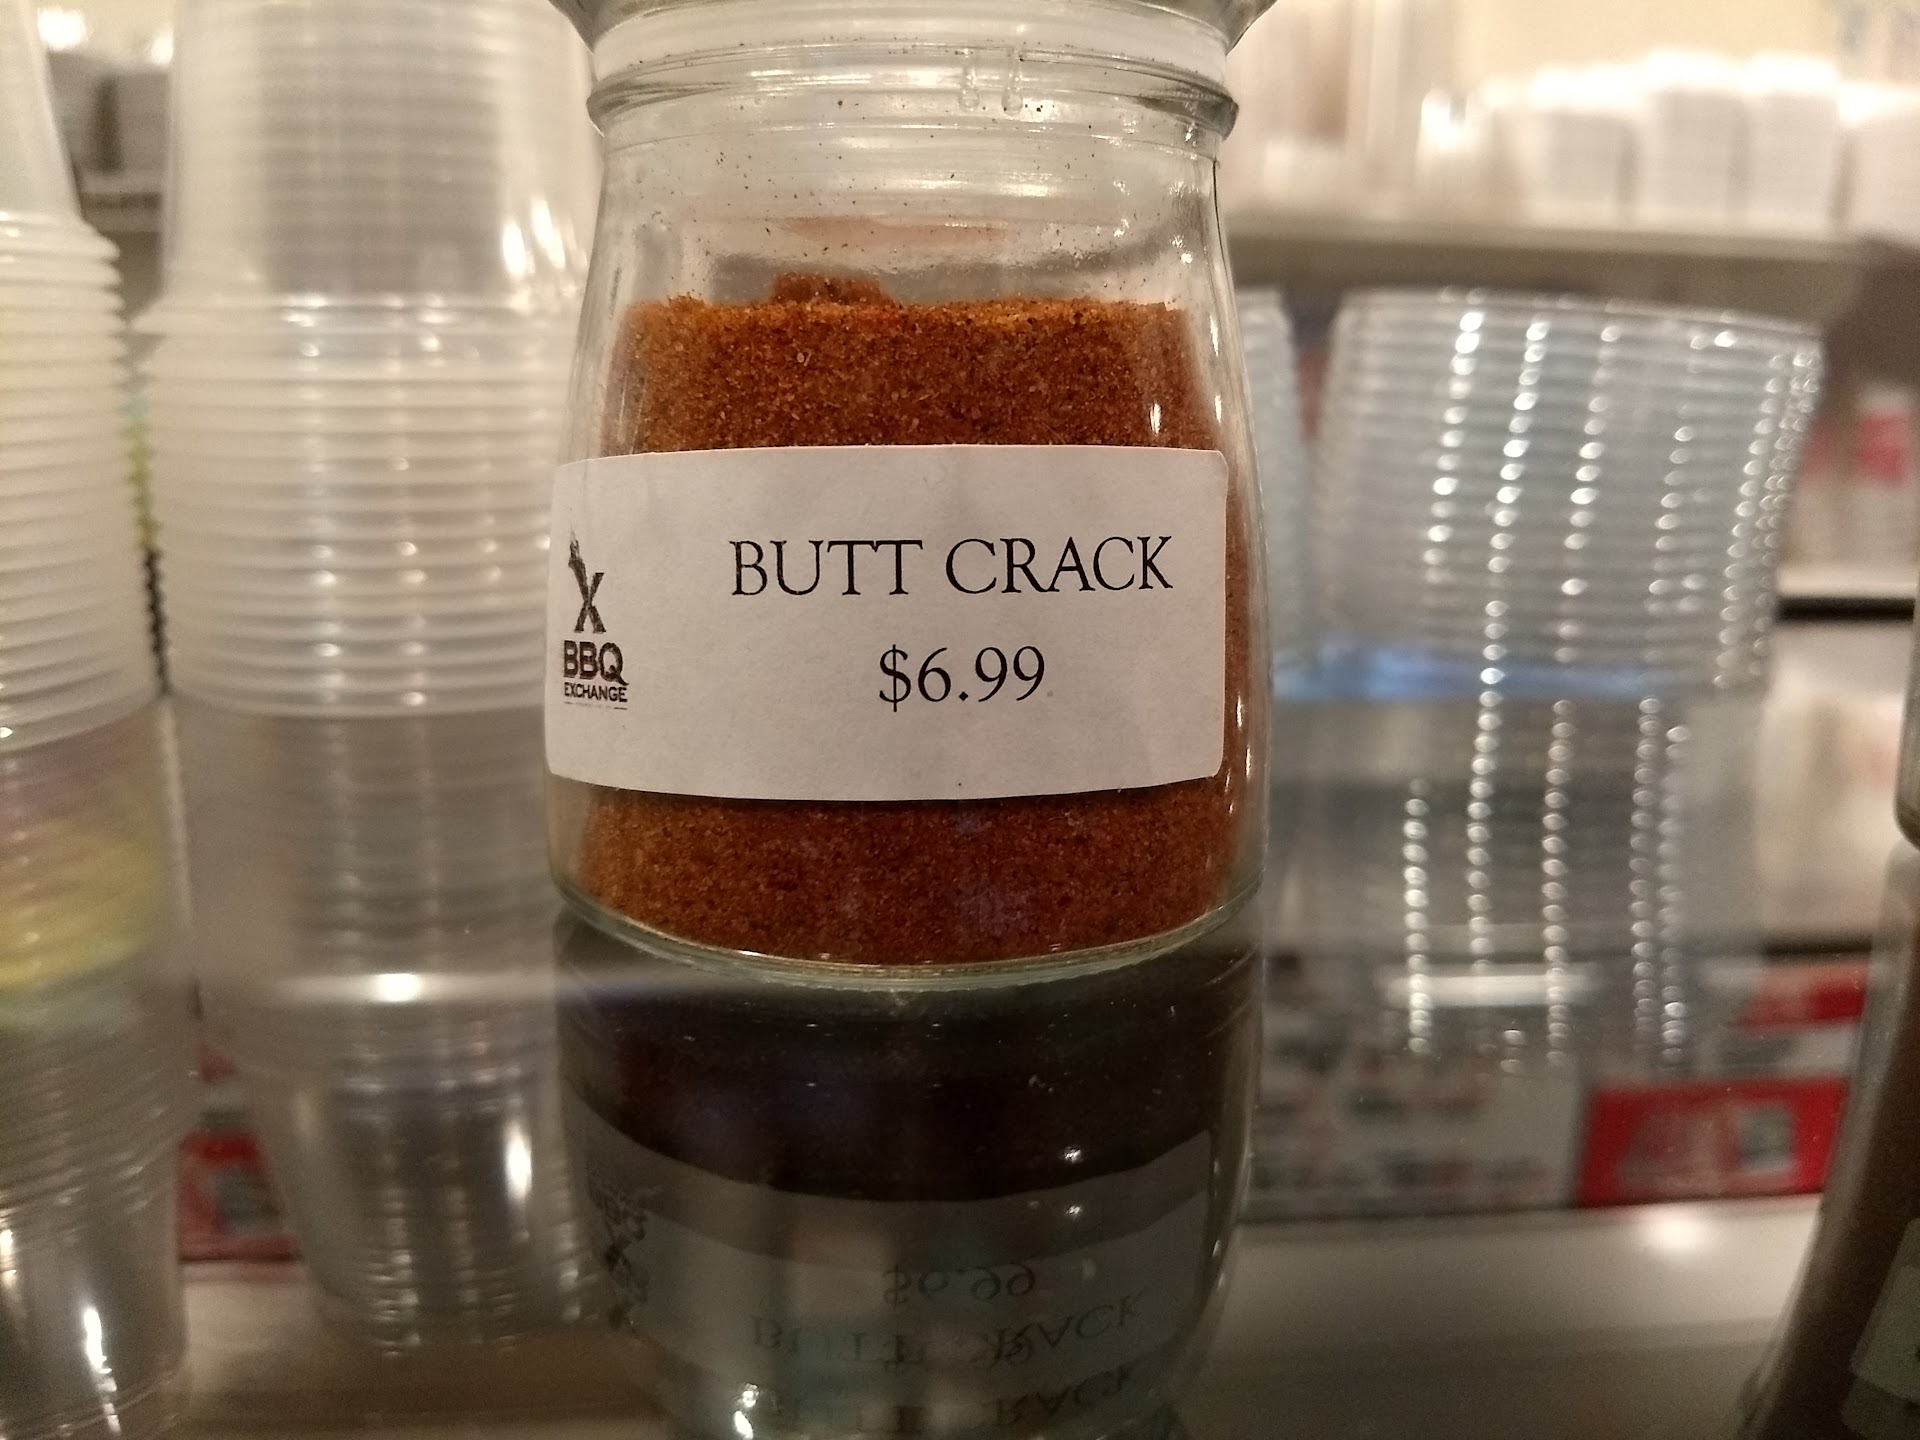 BUTT CRACK
$6.99
X
BBQ
EXCHANGE